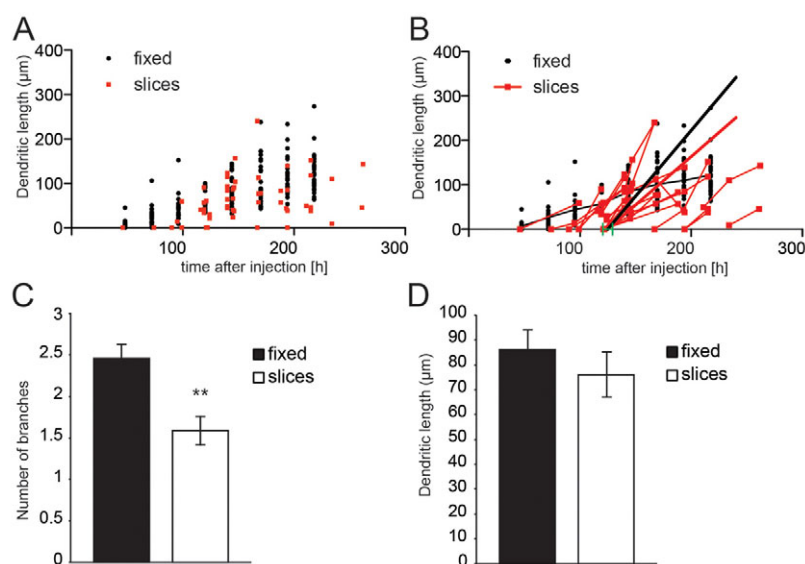 A
B
Dendritic length (µm)
400
300
200
100
0
fixed
slices
100
200
300
time after injection [h]
Dendritic length (µm)
400
300
200
100
0
fixed
slices
100
200
300
time after injection [h]
C
D
Number of branches
3
2.5
2
1.5
1
0.5
0
**
fixed
slices
Dendritic length (µm)
100
90
80
70
60
50
40
30
20
10
0
fixed
slices